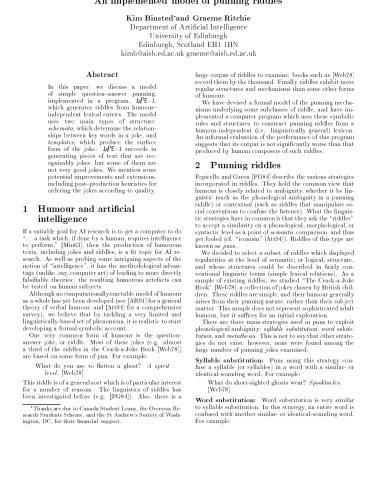 An implemented model of punning riddles
Kim Binsted*and Graeme Ritchie
Department of Artificial Intelligence
University of Edinburgh
Edinburgh, Scotland EH1 1HN
kimb@aisb.ed.ac.uk graeme@aisb.ed.ac.uk
Abstract
In this paper, we discuss a model
of simple question–answer punning,
implemented in a program, JAPE-1,
which generates riddles from humour–
independent lexical entries. The model
uses two main types of structure:
schemata, which determine the relation-
ships between key words in a joke, and
templates, which produce the surface
form of the joke. JAPE-1 succeeds in
generating pieces of text that are rec-
ognizably jokes, but some of them are
not very good jokes. We mention some
potential improvements and extensions,
including post–production heuristics for
ordering the jokes according to quality.
1 Humour and artificial
intelligence
If a suitable goal for AI research is to get a computer to do
“. . . a task which, if done by a human, requires intelligence
to perform,” [Min63], then the production of humorous
texts, including jokes and riddles, is a fit topic for AI re-
search. As well as probing some intriguing aspects of the
notion of “intelligence”, it has the methodological advan-
tage (unlike, say, computer art) of leading to more directly
falsifiable theories: the resulting humorous artefacts can
be tested on human subjects.
Although no computationally tractable model of humour
as a whole has yet been developed (see [AR91] for a general
theory of verbal humour, and [Att94] for a comprehensive
survey), we believe that by tackling a very limited and
linguistically-based set of phenomena, it is realistic to start
developing a formal symbolic account.
One very common form of humour is the question-
answer joke, or riddle. Most of these jokes (e.g. almost
a third of the riddles in the Crack-a-Joke Book [Web78])
are based on some form of pun. For example:
What do you use to flatten a ghost? A spirit
level. [Web78]
This riddle is of a general sort which is of particular interest
for a number of reasons. The linguistics of riddles has
been investigated before (e.g. [PG84]). Also, there is a
*Thanks are due to Canada Student Loans, the Overseas Re-
search Students Scheme, and the St Andrew's Society of Wash-
ington, DC, for their financial support.
large corpus of riddles to examine: books such as [Web78]
record them by the thousand. Finally, riddles exhibit more
regular structures and mechanisms than some other forms
of humour.
We have devised a formal model of the punning mecha-
nisms underlying some subclasses of riddle, and have im-
plemented a computer program which uses these symbolic
rules and structures to construct punning riddles from a
humour-independent (i.e. linguistically general) lexicon.
An informal evaluation of the performance of this program
suggests that its output is not significantly worse than that
produced by human composers of such riddles.
2 Punning riddles
Pepicello and Green [PG84] describe the various strategies
incorporated in riddles. They hold the common view that
humour is closely related to ambiguity, whether it be lin-
guistic (such as the phonological ambiguity in a punning
riddle) or contextual (such as riddles that manipulate so-
cial conventions to confuse the listener). What the linguis-
tic strategies have in common is that they ask the “riddlee”
to accept a similarity on a phonological, morphological, or
syntactic level as a point of semantic comparison, and thus
get fooled (cf. “iconism” [Att94]). Riddles of this type are
known as puns.
We decided to select a subset of riddles which displayed
regularities at the level of semantic, or logical, structure,
and whose structures could be described in fairly con-
ventional linguistic terms (simple lexical relations). As a
sample of existing riddles, we studied “The Crack-a-Joke
Book” [Web78], a collection of jokes chosen by British chil-
dren. These riddles are simple, and their humour generally
arises from their punning nature, rather than their subject
matter. This sample does not represent sophisticated adult
humour, but it suffices for an initial exploration.
There are three main strategies used in puns to exploit
phonological ambiguity: syllable substitution, word substi-
tution, and metathesis. This is not to say that other strate-
gies do not exist; however, none were found among the
large number of punning jokes examined.
Syllable substitution: Puns using this strategy con-
fuse a syllable (or syllables) in a word with a similar- or
identical-sounding word. For example:
What do short-sighted ghosts wear? Spooktacles.
[Web78]
Word substitution: Word substitution is very similar
to syllable substitution. In this strategy, an entire word is
confused with another similar- or identical-sounding word.
For example: